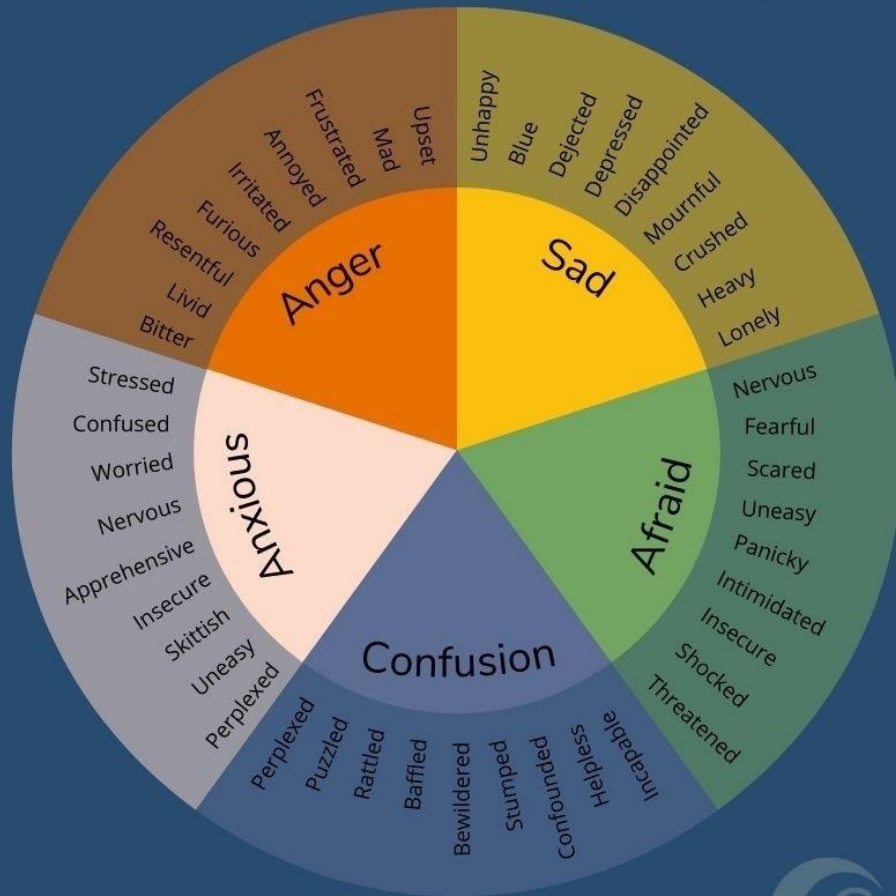 Anger
Upset
Mad
Frustrated
Annoyed
Irritated
Furious
Resentful
Livid
Bitter
Sad
Unhappy
Blue
Dejected
Depressed
Disappointed
Mournful
Crushed
Heavy
Lonely
Afraid
Nervous
Fearful
Scared
Uneasy
Panicky
Intimidated
Insecure
Shocked
Threatened
Confusion
Perplexed
Puzzled
Rattled
Baffled
Bewildered
Stumped
Confounded
Helpless
Incapable
Anxious
Stressed
Confused
Worried
Nervous
Apprehensive
Insecure
Skittish
Uneasy
Perplexed